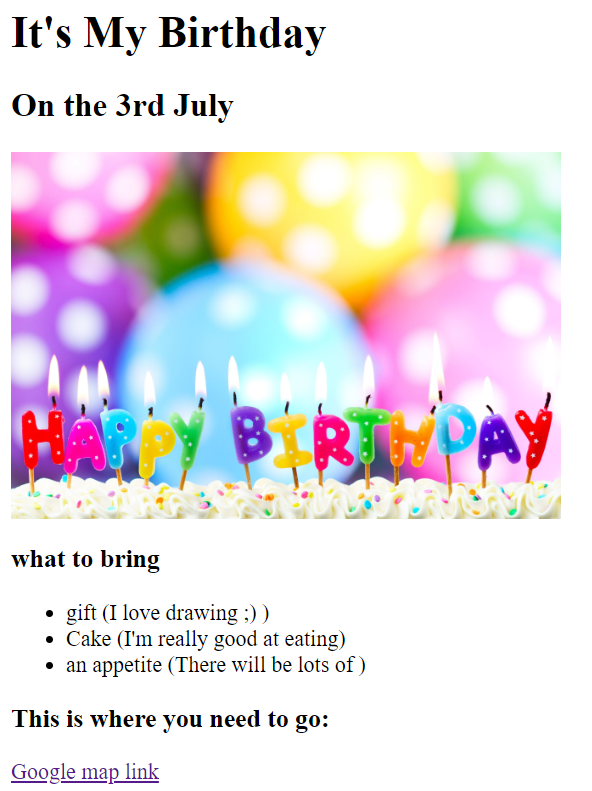 It's My Birthday
On the 3rd July
HAPPY BIRTHDAY
what to bring
gift (I love drawing ;) )
Cake (I'm really good at eating)
an appetite (There will be lots of )
This is where you need to go:
Google map link